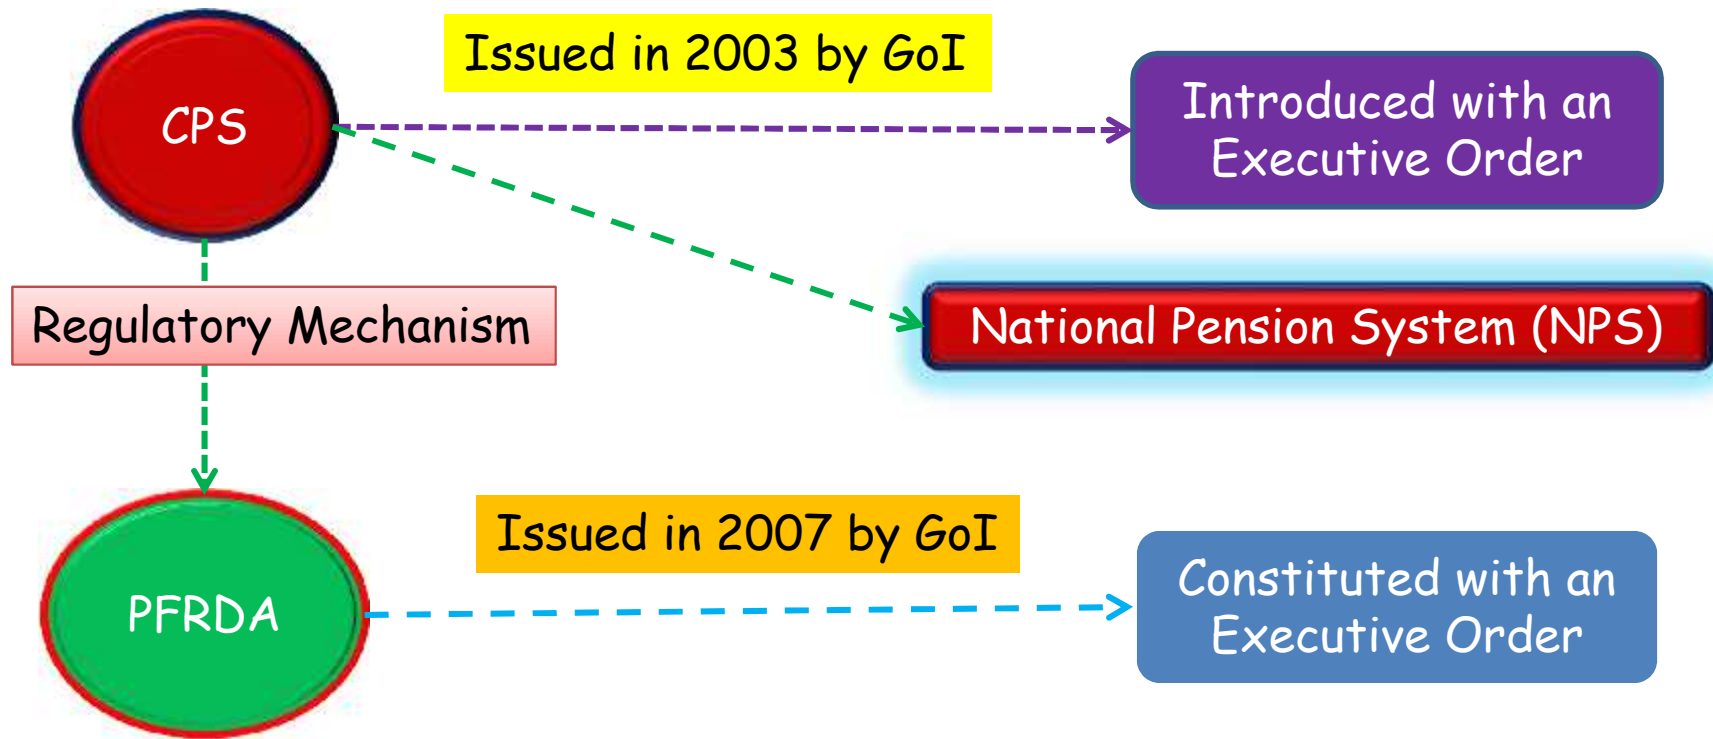 Issued in 2003 by GoI
CPS
Introduced with an
Executive Order
Regulatory Mechanism
National Pension System (NPS)
Issued in 2007 by GoI
PFRDA
Constituted with an
Executive Order